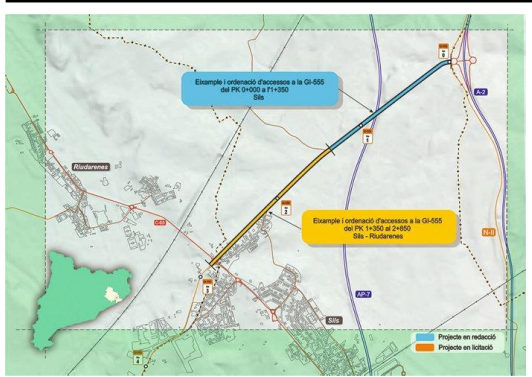 Eixample i ordenació d'accessos a la GI-555
del PK 0+000 a l'1+350
Sils
A-2
Riudarenes
Eixample i ordenació d'accessos a la GI-555
del PK 1+350 al 2+850
Sils - Riudarenes
C-63
N-II
AP-7
Sils
Projecte en redacció
Projecte en licitació